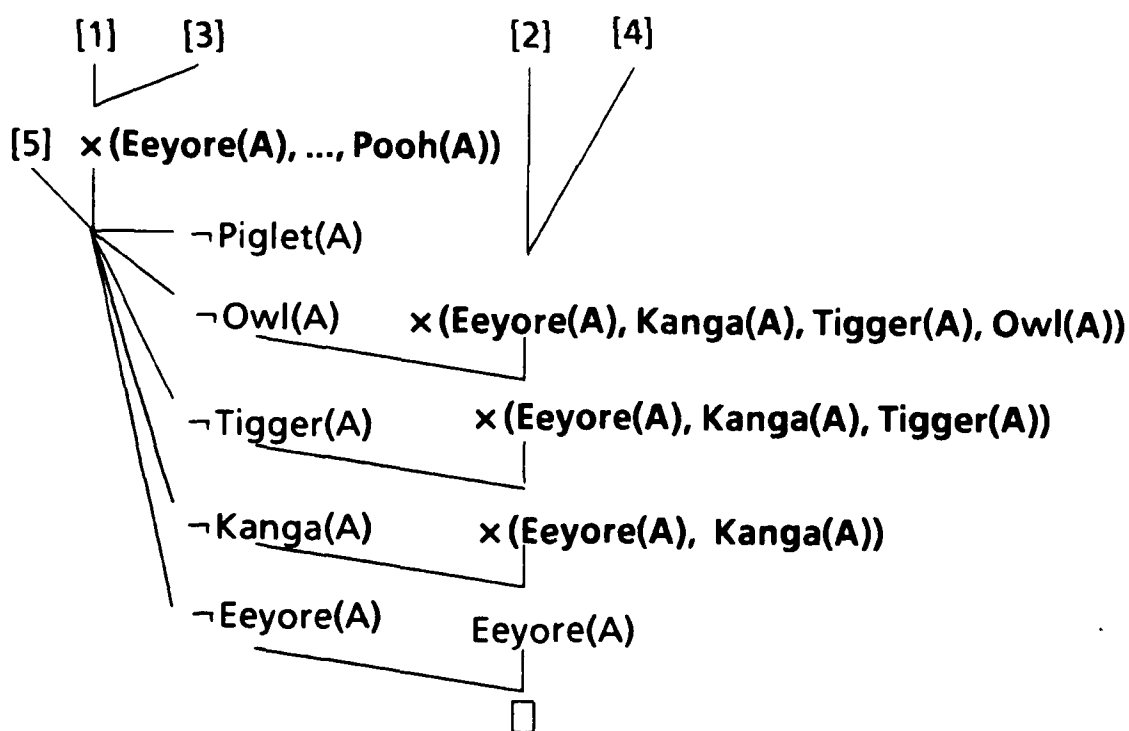 [1] [3] [2] [4]
[5] × (Eeyore(A), ..., Pooh(A))
¬Piglet(A)
¬Owl(A) × (Eeyore(A), Kanga(A), Tigger(A), Owl(A))
¬Tigger(A) × (Eeyore(A), Kanga(A), Tigger(A))
¬Kanga(A) × (Eeyore(A), Kanga(A))
¬Eeyore(A) Eeyore(A)
□